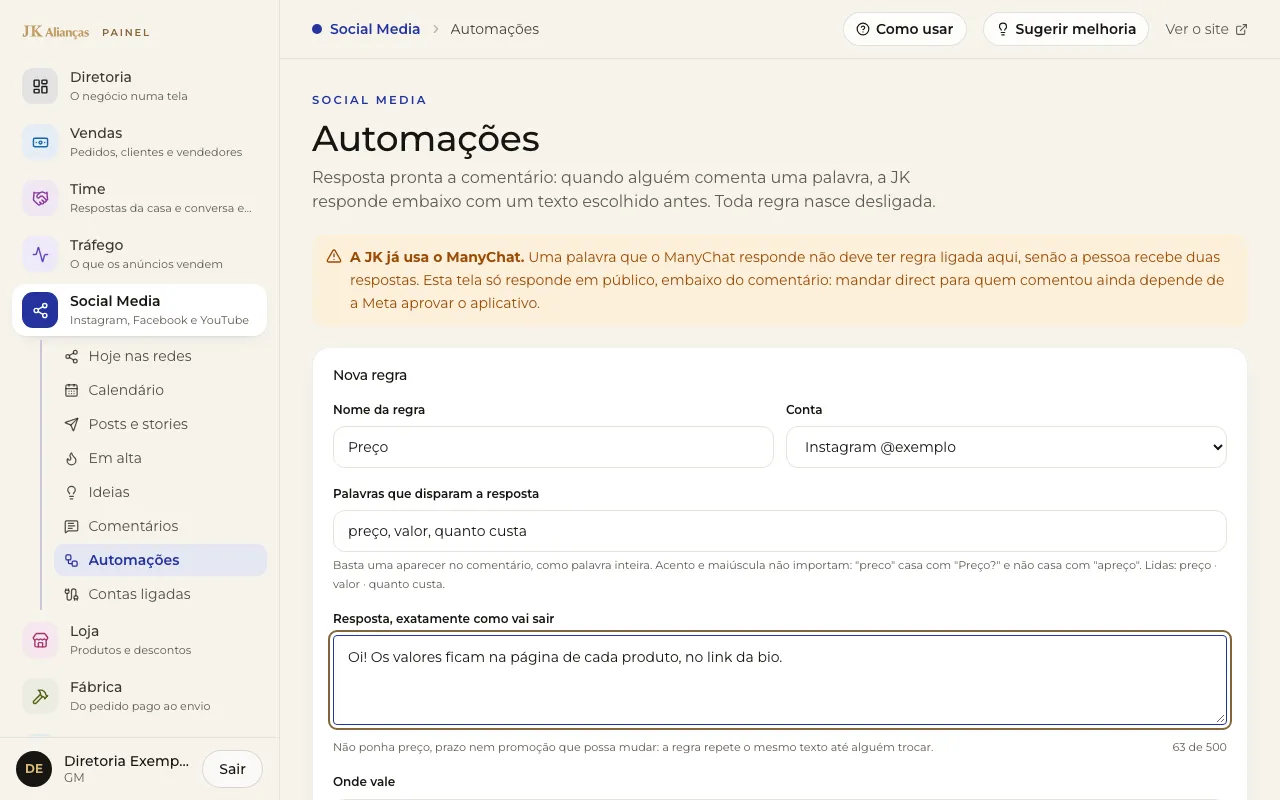 JK Alianças PAINEL
Diretoria
O negócio numa tela
Vendas
Pedidos, clientes e vendedores
Time
Respostas da casa e conversa e…
Tráfego
O que os anúncios vendem
Social Media
Instagram, Facebook e YouTube
Hoje nas redes
Calendário
Posts e stories
Em alta
Ideias
Comentários
Automações
Contas ligadas
Loja
Produtos e descontos
Fábrica
Do pedido pago ao envio
DE
Diretoria Exemp…
GM
Sair
Social Media > Automações
Como usar
Sugerir melhoria
Ver o site
SOCIAL MEDIA
Automações
Resposta pronta a comentário: quando alguém comenta uma palavra, a JK
responde embaixo com um texto escolhido antes. Toda regra nasce desligada.
A JK já usa o ManyChat. Uma palavra que o ManyChat responde não deve ter regra ligada aqui, senão a pessoa recebe duas
respostas. Esta tela só responde em público, embaixo do comentário: mandar direct para quem comentou ainda depende de
a Meta aprovar o aplicativo.
Nova regra
Nome da regra
Preço
Conta
Instagram @exemplo
Palavras que disparam a resposta
preço, valor, quanto custa
Basta uma aparecer no comentário, como palavra inteira. Acento e maiúscula não importam: "preco" casa com "Preço?" e não casa com "apreço". Lidas: preço ·
valor · quanto custa.
Resposta, exatamente como vai sair
Oi! Os valores ficam na página de cada produto, no link da bio.
Não ponha preço, prazo nem promoção que possa mudar: a regra repete o mesmo texto até alguém trocar.
63 de 500
Onde vale